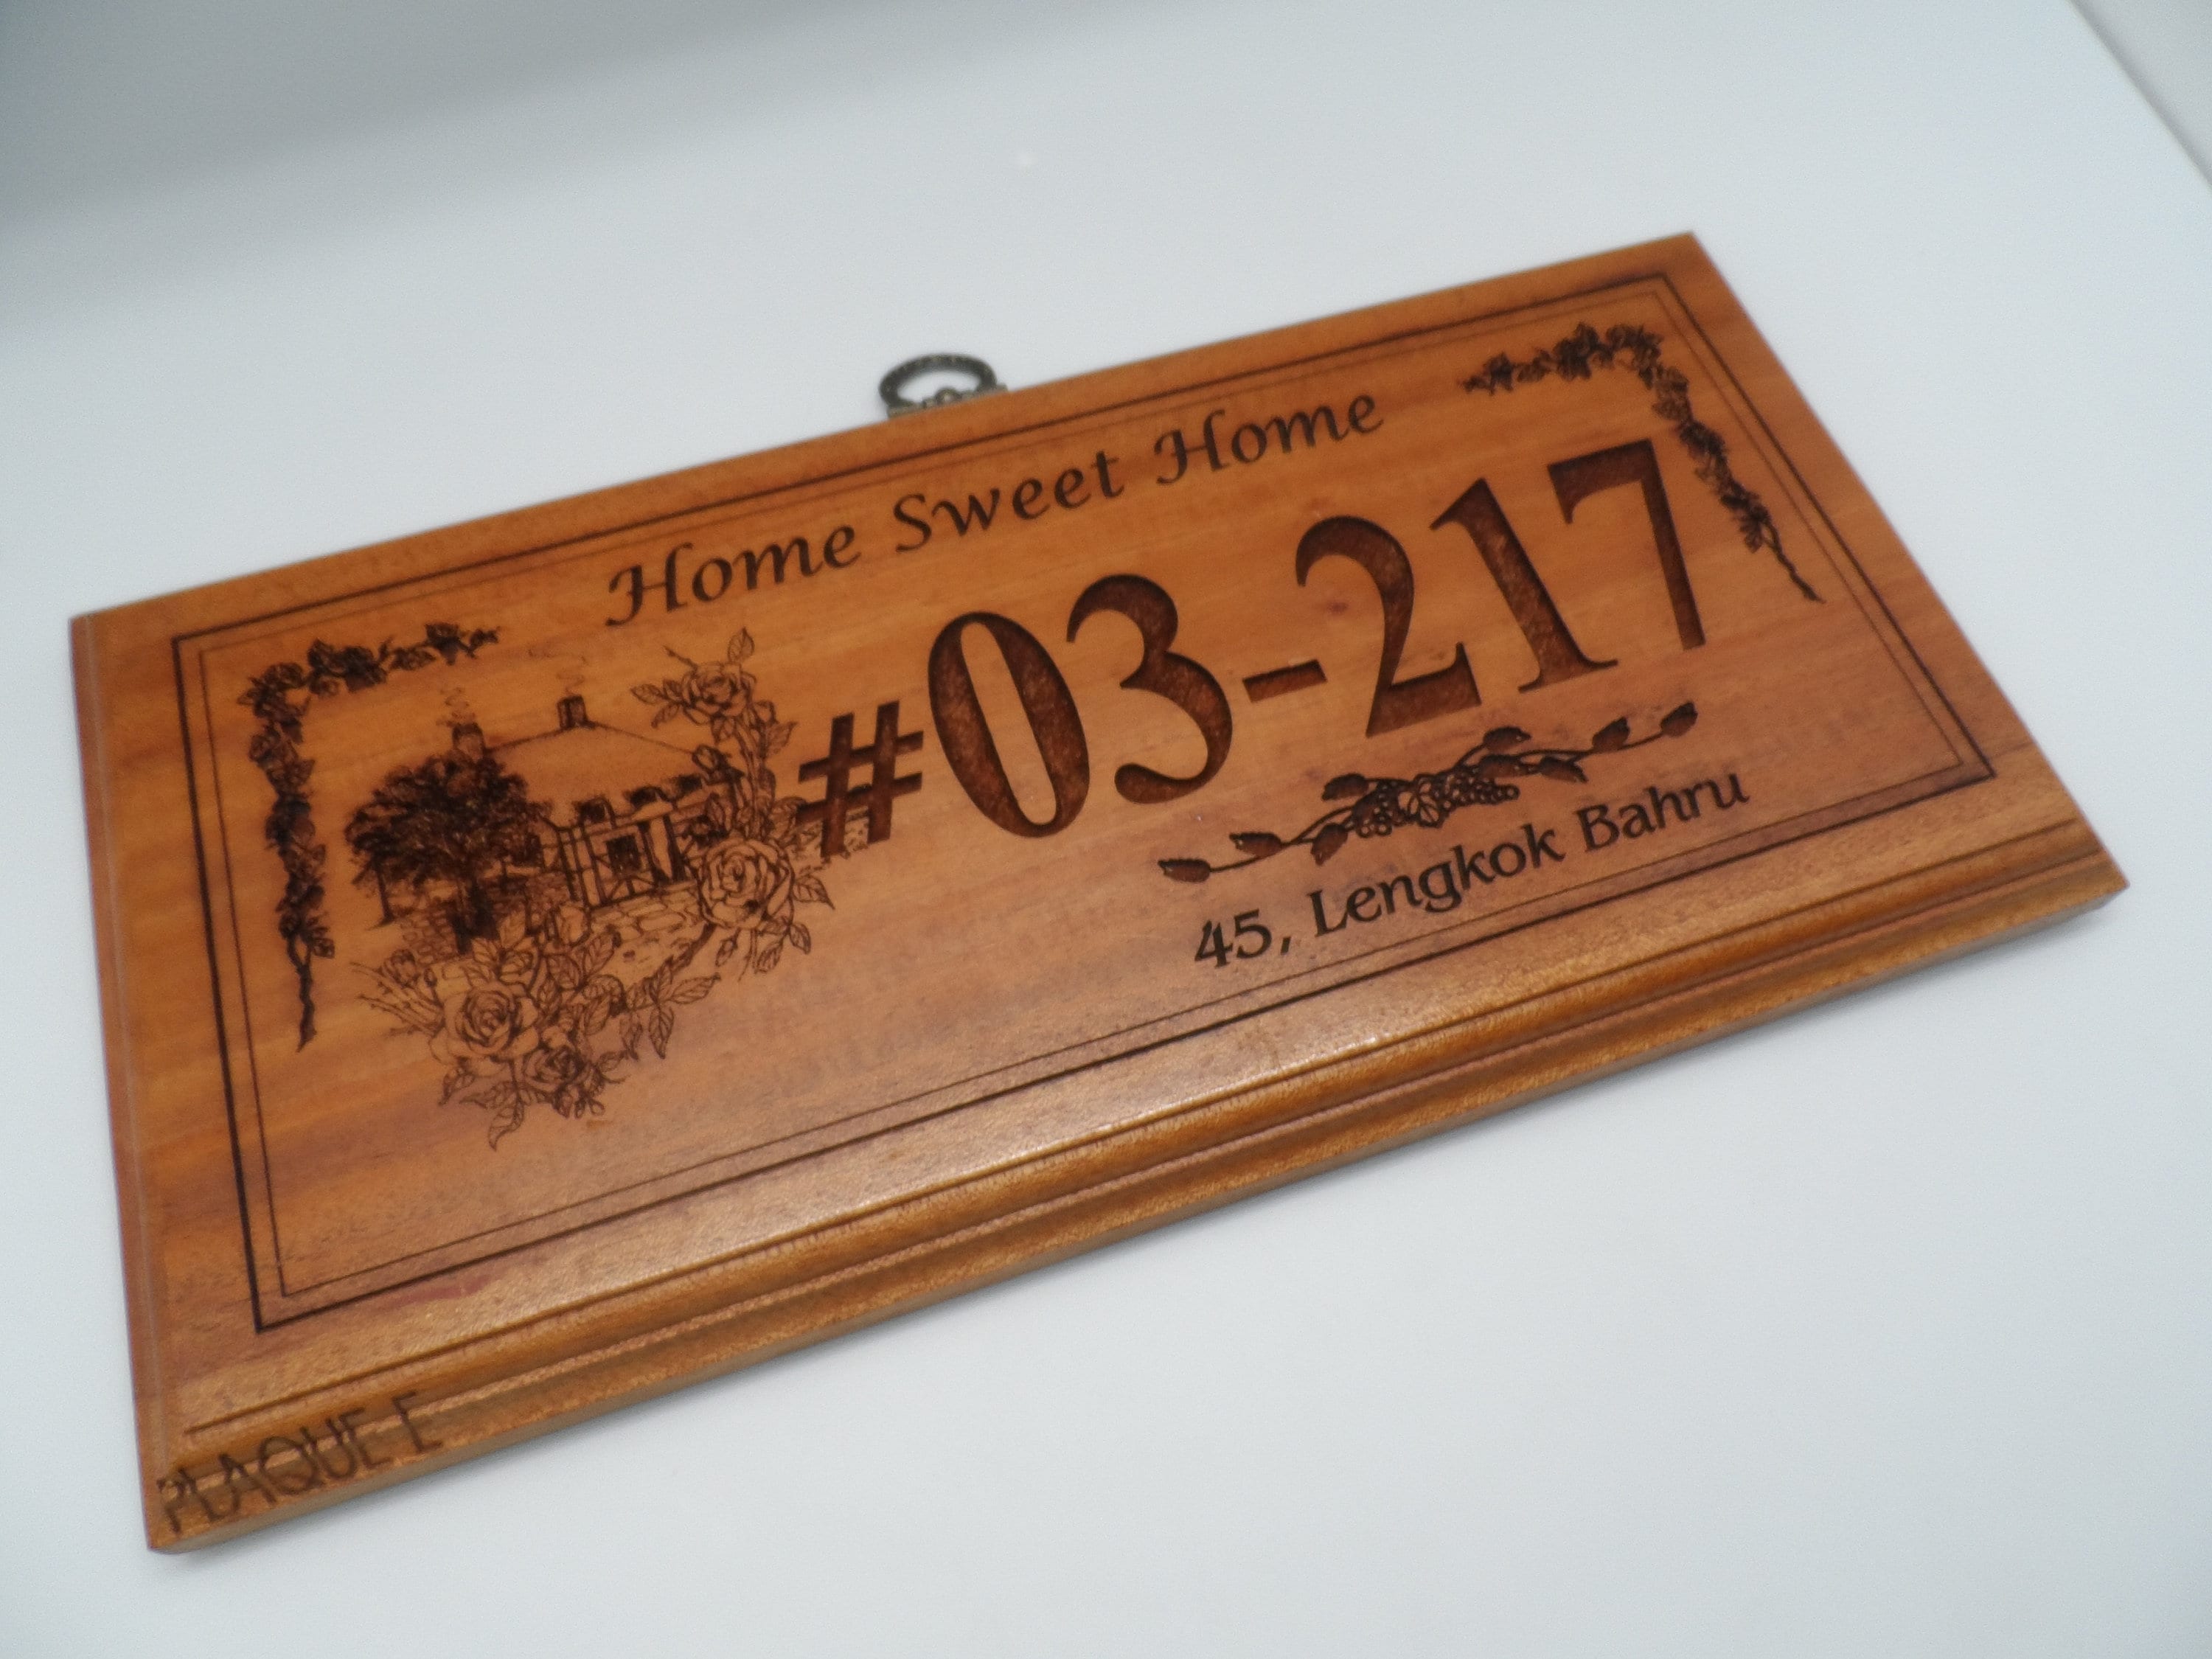 Home Sweet Home
#03-217
45, Lengkok Bahru
PLAQUE E